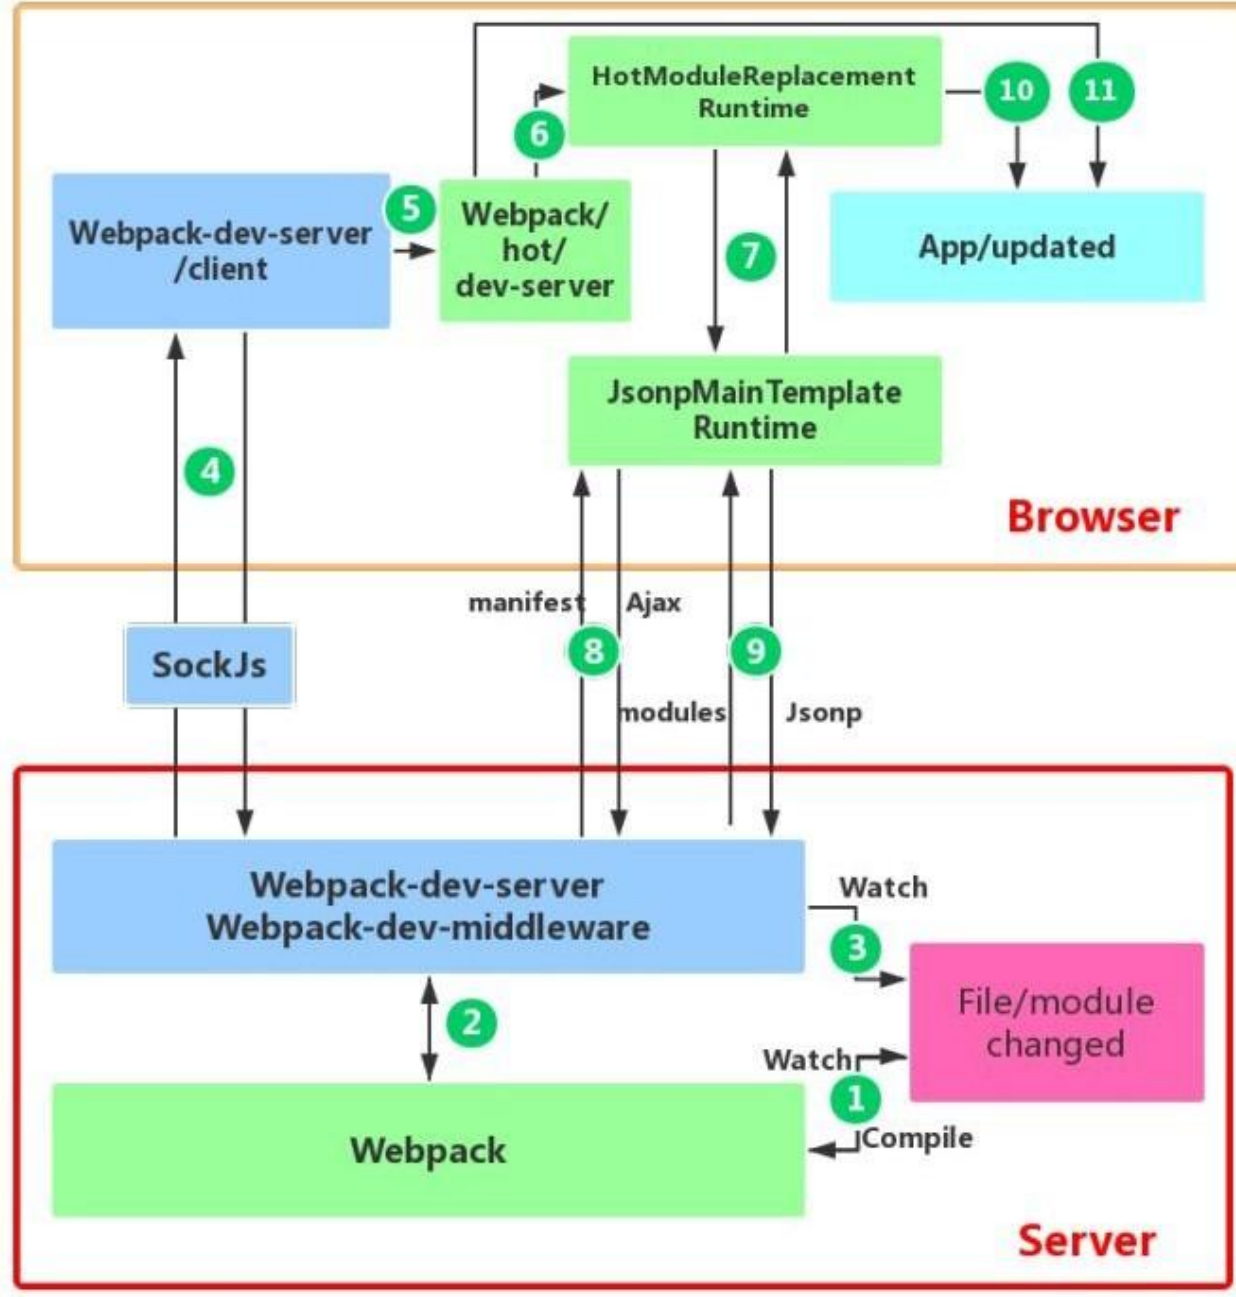 HotModuleReplacement
Runtime
10
11
6
5
Webpack-dev-server
/client
Webpack/
hot/
dev-server
7
App/updated
JsonpMainTemplate
Runtime
4
Browser
manifest
Ajax
8
9
SockJs
modules
Jsonp
Webpack-dev-server
Webpack-dev-middleware
Watch
3
File/module
changed
2
Watch
1
Compile
Webpack
Server